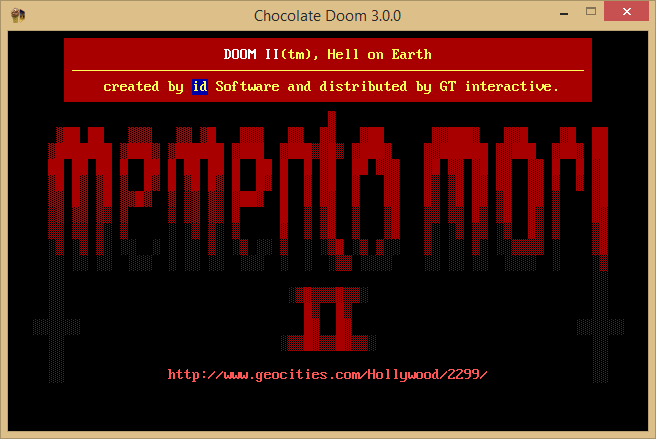 Chocolate Doom 3.0.0
DOOM II(tm), Hell on Earth
created by id Software and distributed by GT interactive.
memento mori
II
http://www.geocities.com/Hollywood/2299/